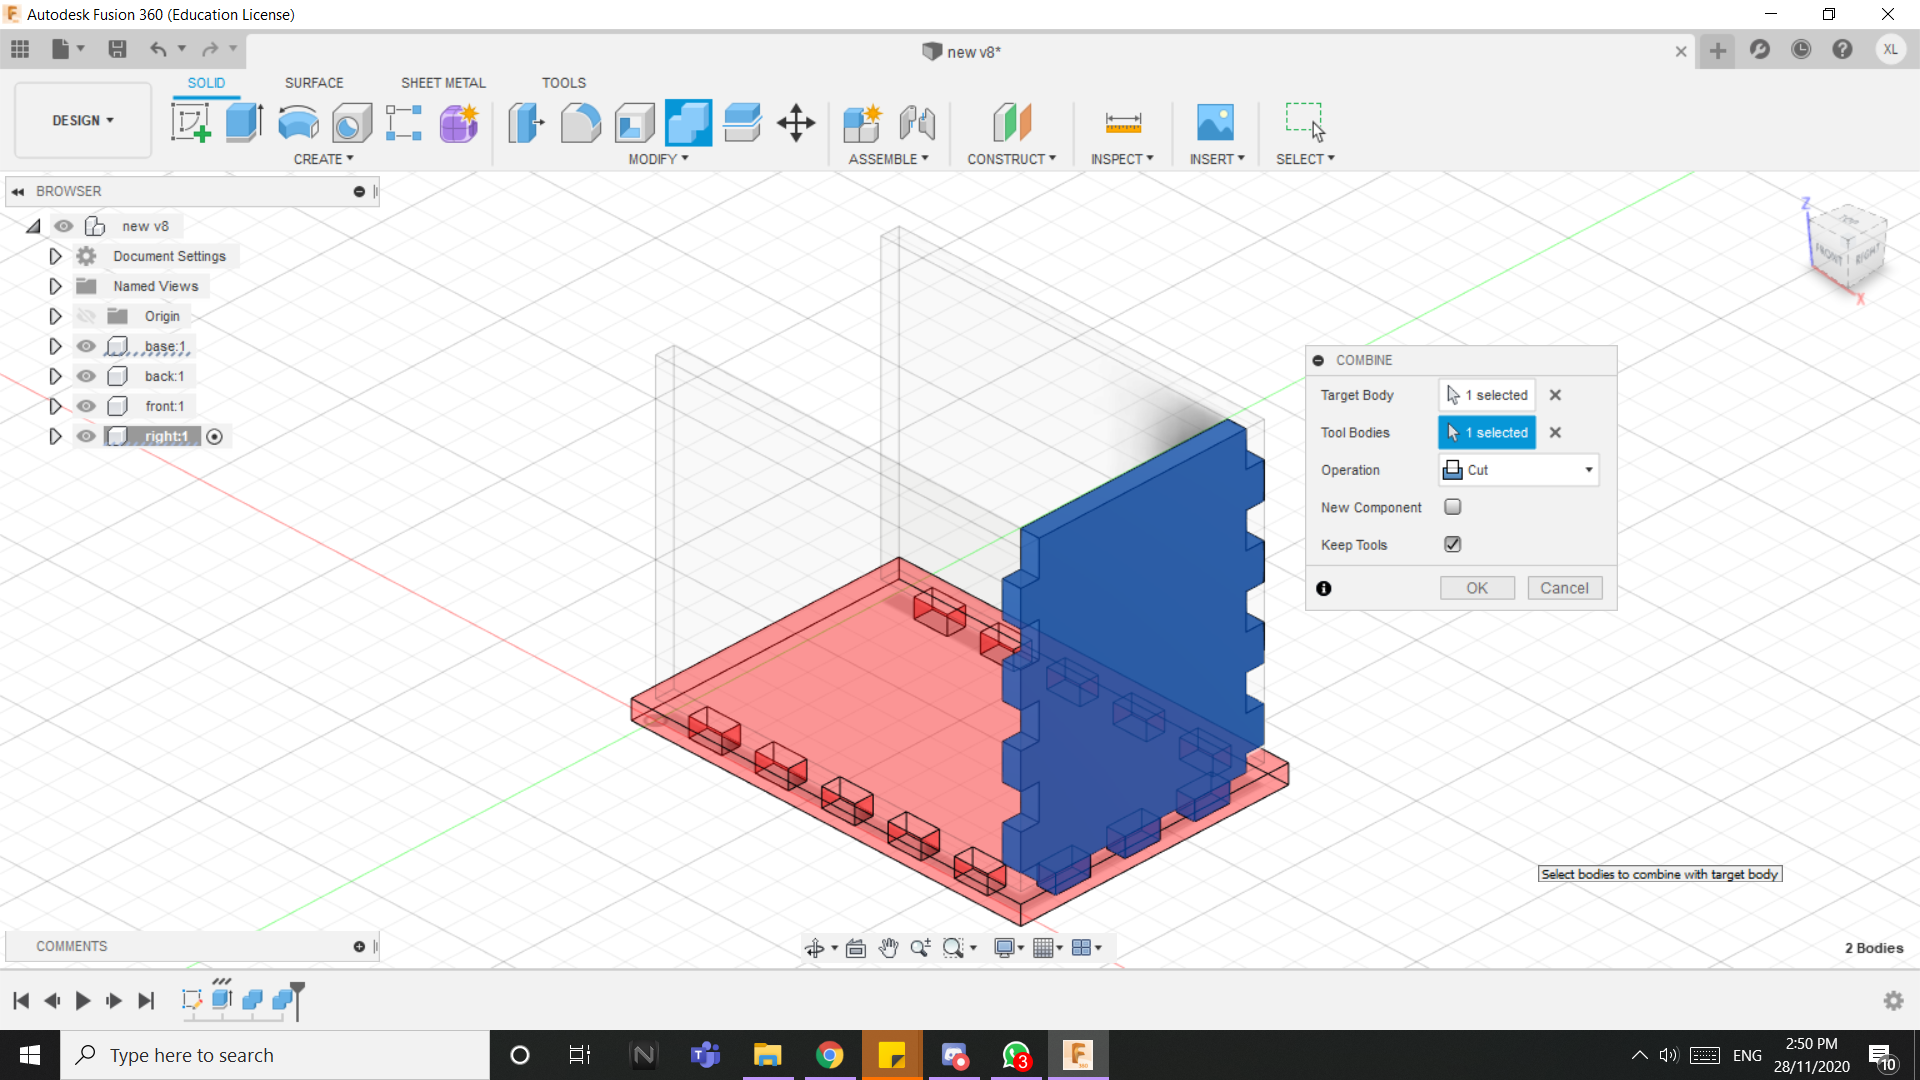 Autodesk Fusion 360 (Education License)
new v8*
XL
DESIGN
SOLID
SURFACE
SHEET METAL
TOOLS
CREATE
MODIFY
ASSEMBLE
CONSTRUCT
INSPECT
INSERT
SELECT
BROWSER
new v8
Document Settings
Named Views
Origin
base:1
back:1
front:1
right:1
Z
TOP
FRONT
RIGHT
X
COMBINE
Target Body
1 selected
Tool Bodies
1 selected
Operation
Cut
New Component
Keep Tools
OK
Cancel
Select bodies to combine with target body
COMMENTS
2 Bodies
Type here to search
3
ENG
2:50 PM
28/11/2020
10